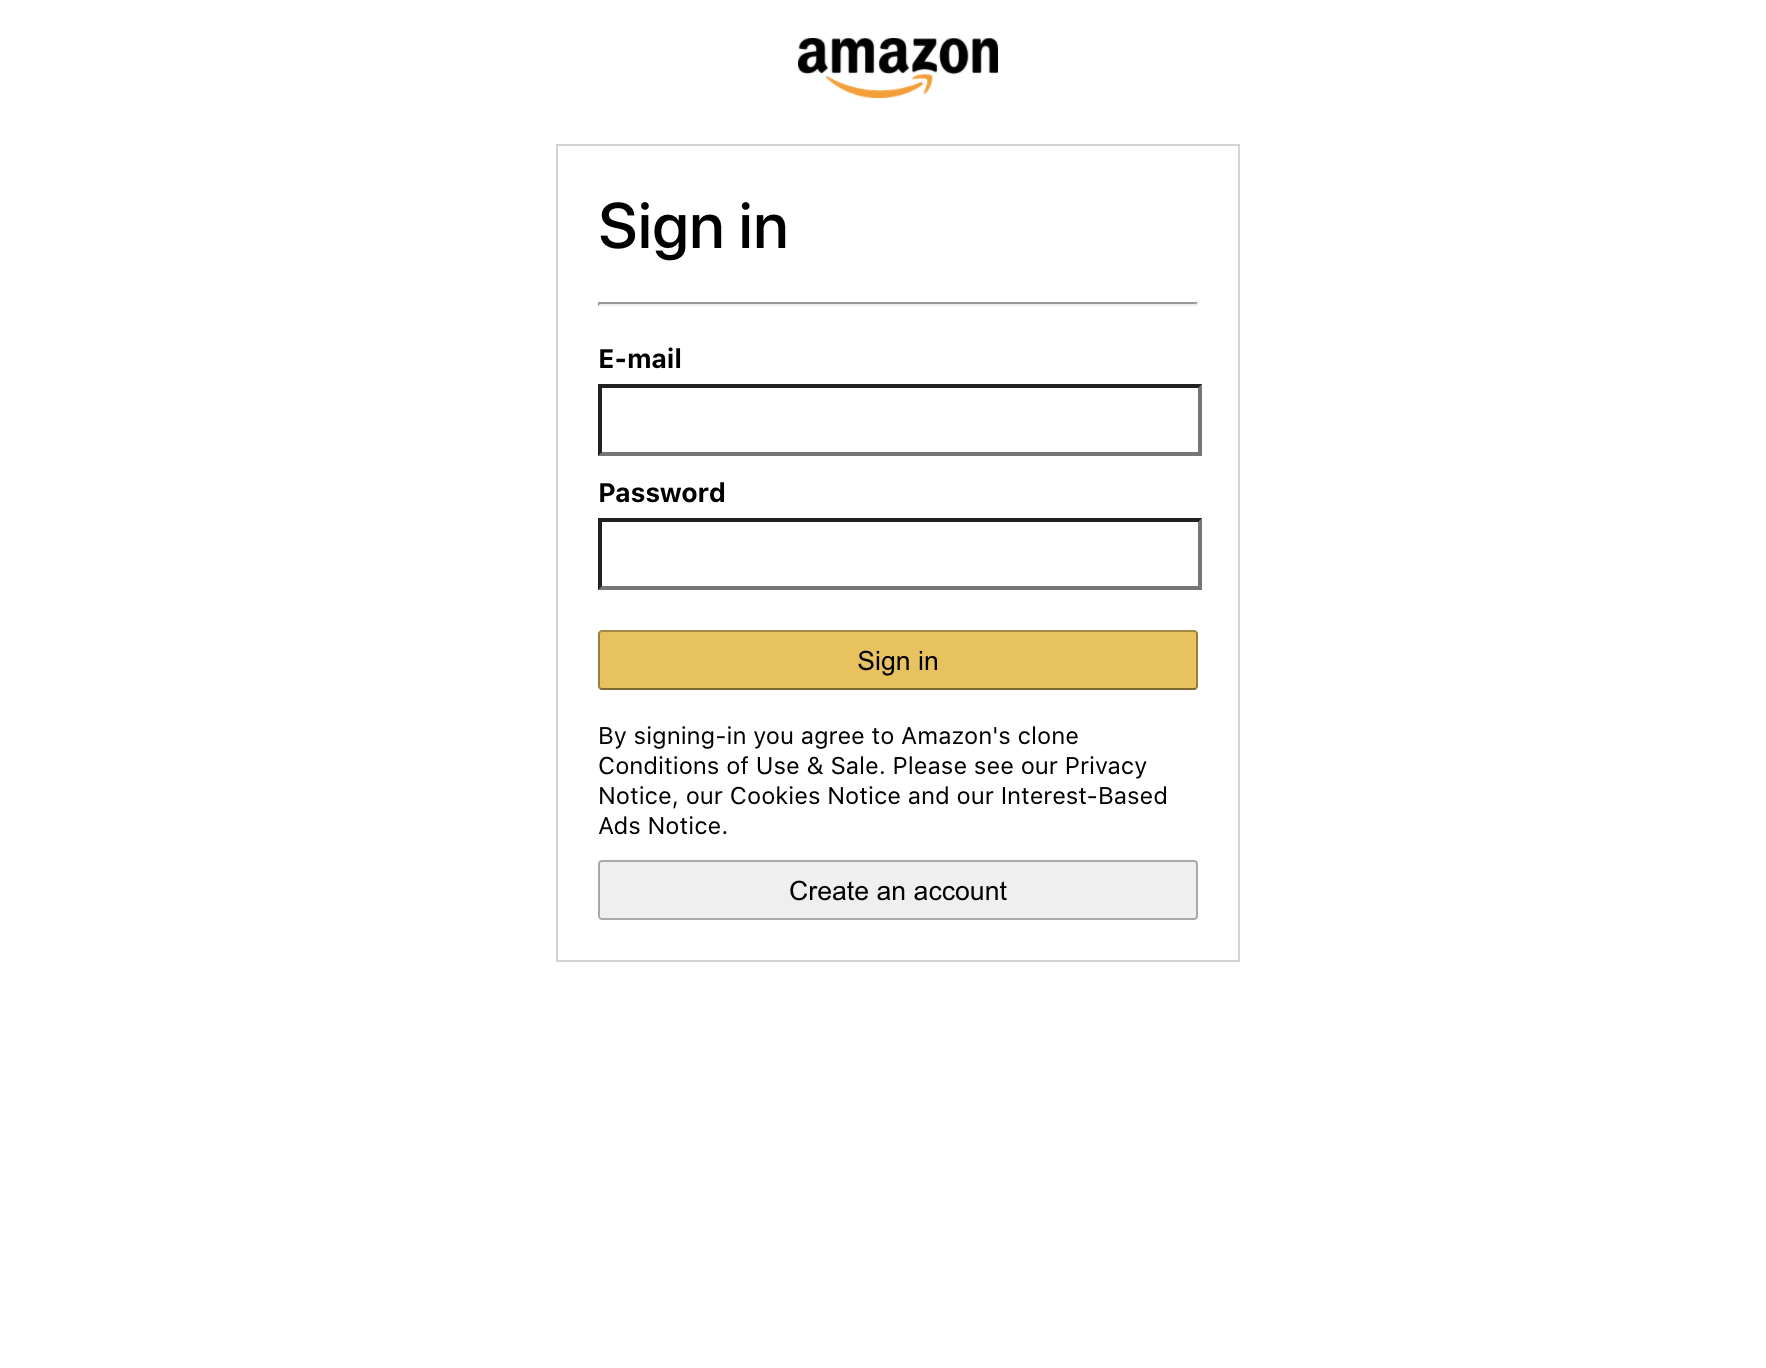 amazon
Sign in
E-mail
Password
Sign in
By signing-in you agree to Amazon's clone
Conditions of Use & Sale. Please see our Privacy
Notice, our Cookies Notice and our Interest-Based
Ads Notice.
Create an account